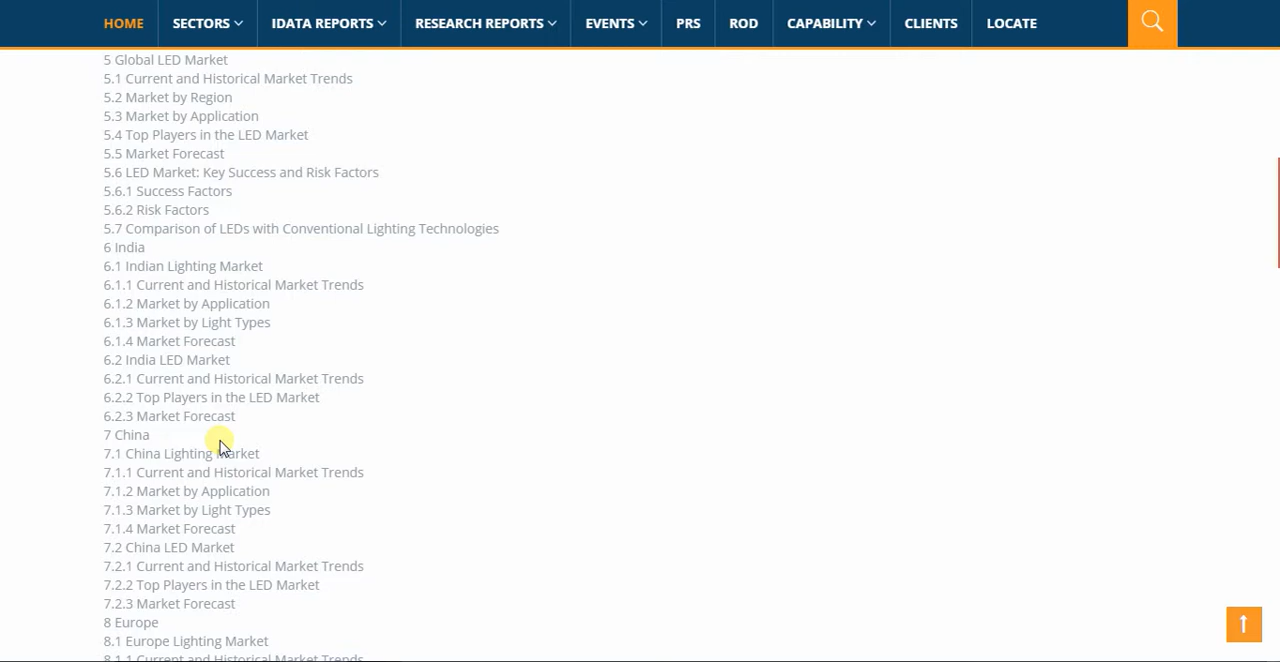 HOME SECTORS IDATA REPORTS RESEARCH REPORTS EVENTS PRS ROD CAPABILITY CLIENTS LOCATE
5 Global LED Market
5.1 Current and Historical Market Trends
5.2 Market by Region
5.3 Market by Application
5.4 Top Players in the LED Market
5.5 Market Forecast
5.6 LED Market: Key Success and Risk Factors
5.6.1 Success Factors
5.6.2 Risk Factors
5.7 Comparison of LEDs with Conventional Lighting Technologies
6 India
6.1 Indian Lighting Market
6.1.1 Current and Historical Market Trends
6.1.2 Market by Application
6.1.3 Market by Light Types
6.1.4 Market Forecast
6.2 India LED Market
6.2.1 Current and Historical Market Trends
6.2.2 Top Players in the LED Market
6.2.3 Market Forecast
7 China
7.1 China Lighting Market
7.1.1 Current and Historical Market Trends
7.1.2 Market by Application
7.1.3 Market by Light Types
7.1.4 Market Forecast
7.2 China LED Market
7.2.1 Current and Historical Market Trends
7.2.2 Top Players in the LED Market
7.2.3 Market Forecast
8 Europe
8.1 Europe Lighting Market
8.1.1 Current and Historical Market Trends